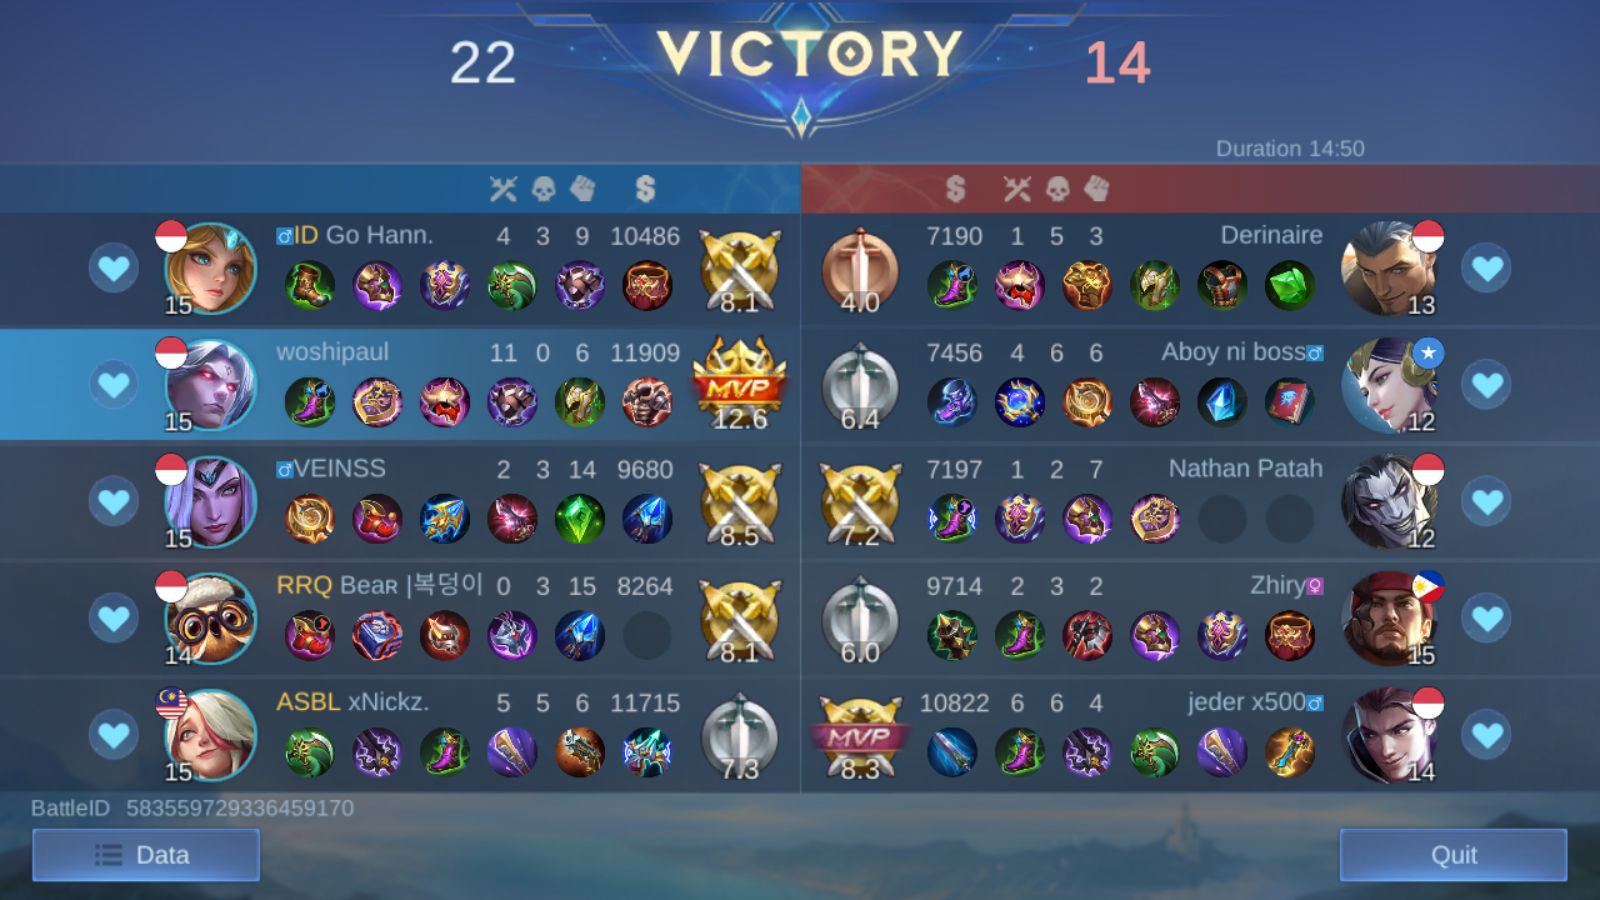 22 VICTORY 14
Duration 14:50
ID Go Hann. 4 3 9 10486
15 8.1
woshipaul 11 0 6 11909
15 MVP 12.6
VEINSS 2 3 14 9680
15 8.5
RRQ Bear |복덩이 0 3 15 8264
14 8.1
ASBL xNickz. 5 5 6 11715
15 7.3
7190 1 5 3 Derinaire
4.0 13
7456 4 6 6 Aboy ni boss
6.4 12
7197 1 2 7 Nathan Patah
7.2 12
9714 2 3 2 Zhiry
6.0 15
10822 6 6 4 jeder x500
MVP 8.3 14
BattleID 583559729336459170
Data
Quit